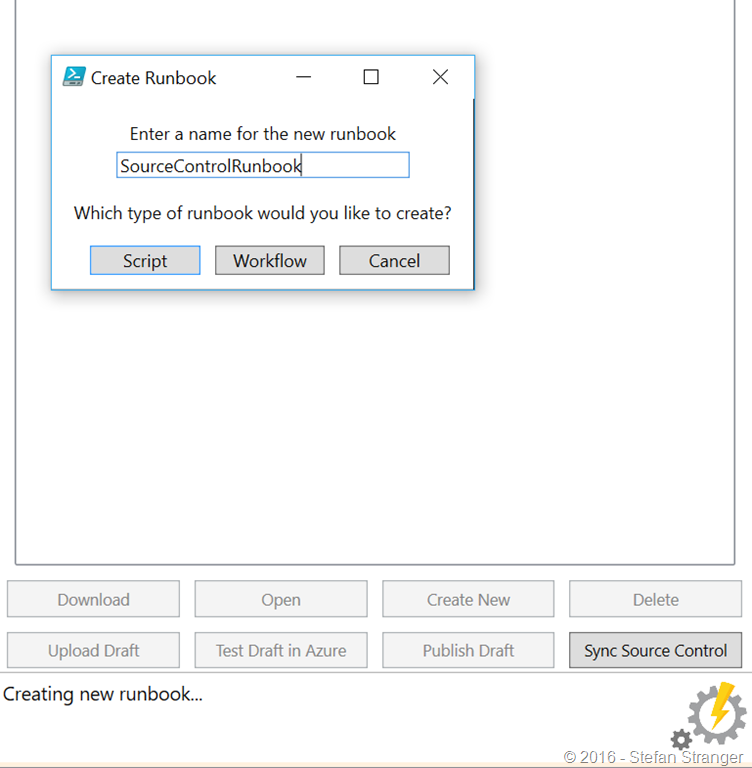 Create Runbook
Enter a name for the new runbook
SourceControlRunbook
Which type of runbook would you like to create?
Script Workflow Cancel
Download Open Create New Delete
Upload Draft Test Draft in Azure Publish Draft Sync Source Control
Creating new runbook...
© 2016 - Stefan Stranger